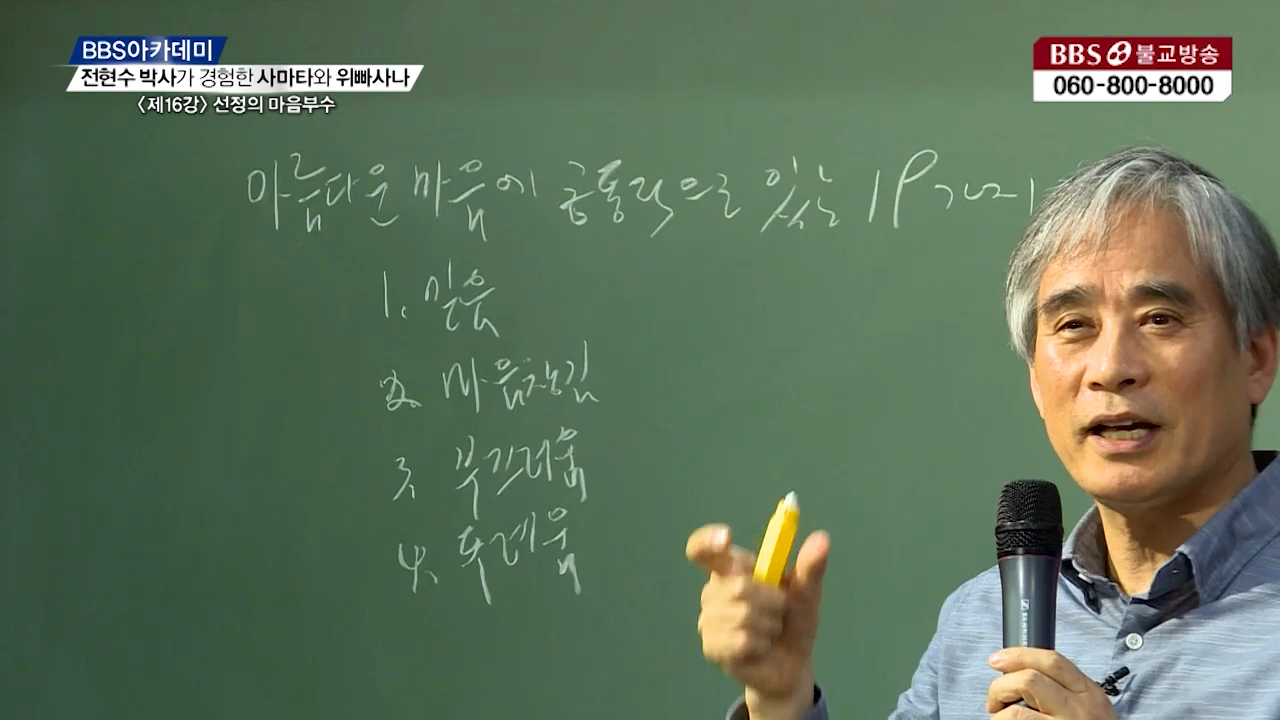 BBS아카데미
전현수 박사가 경험한 사마타와 위빠사나
〈제16강〉 선정의 마음부수
BBS 불교방송
060-800-8000
아름다운 마음에 공통적으로 있는 19가지
1. 믿음
2. 마음챙김
3. 부끄러움
4. 두려움